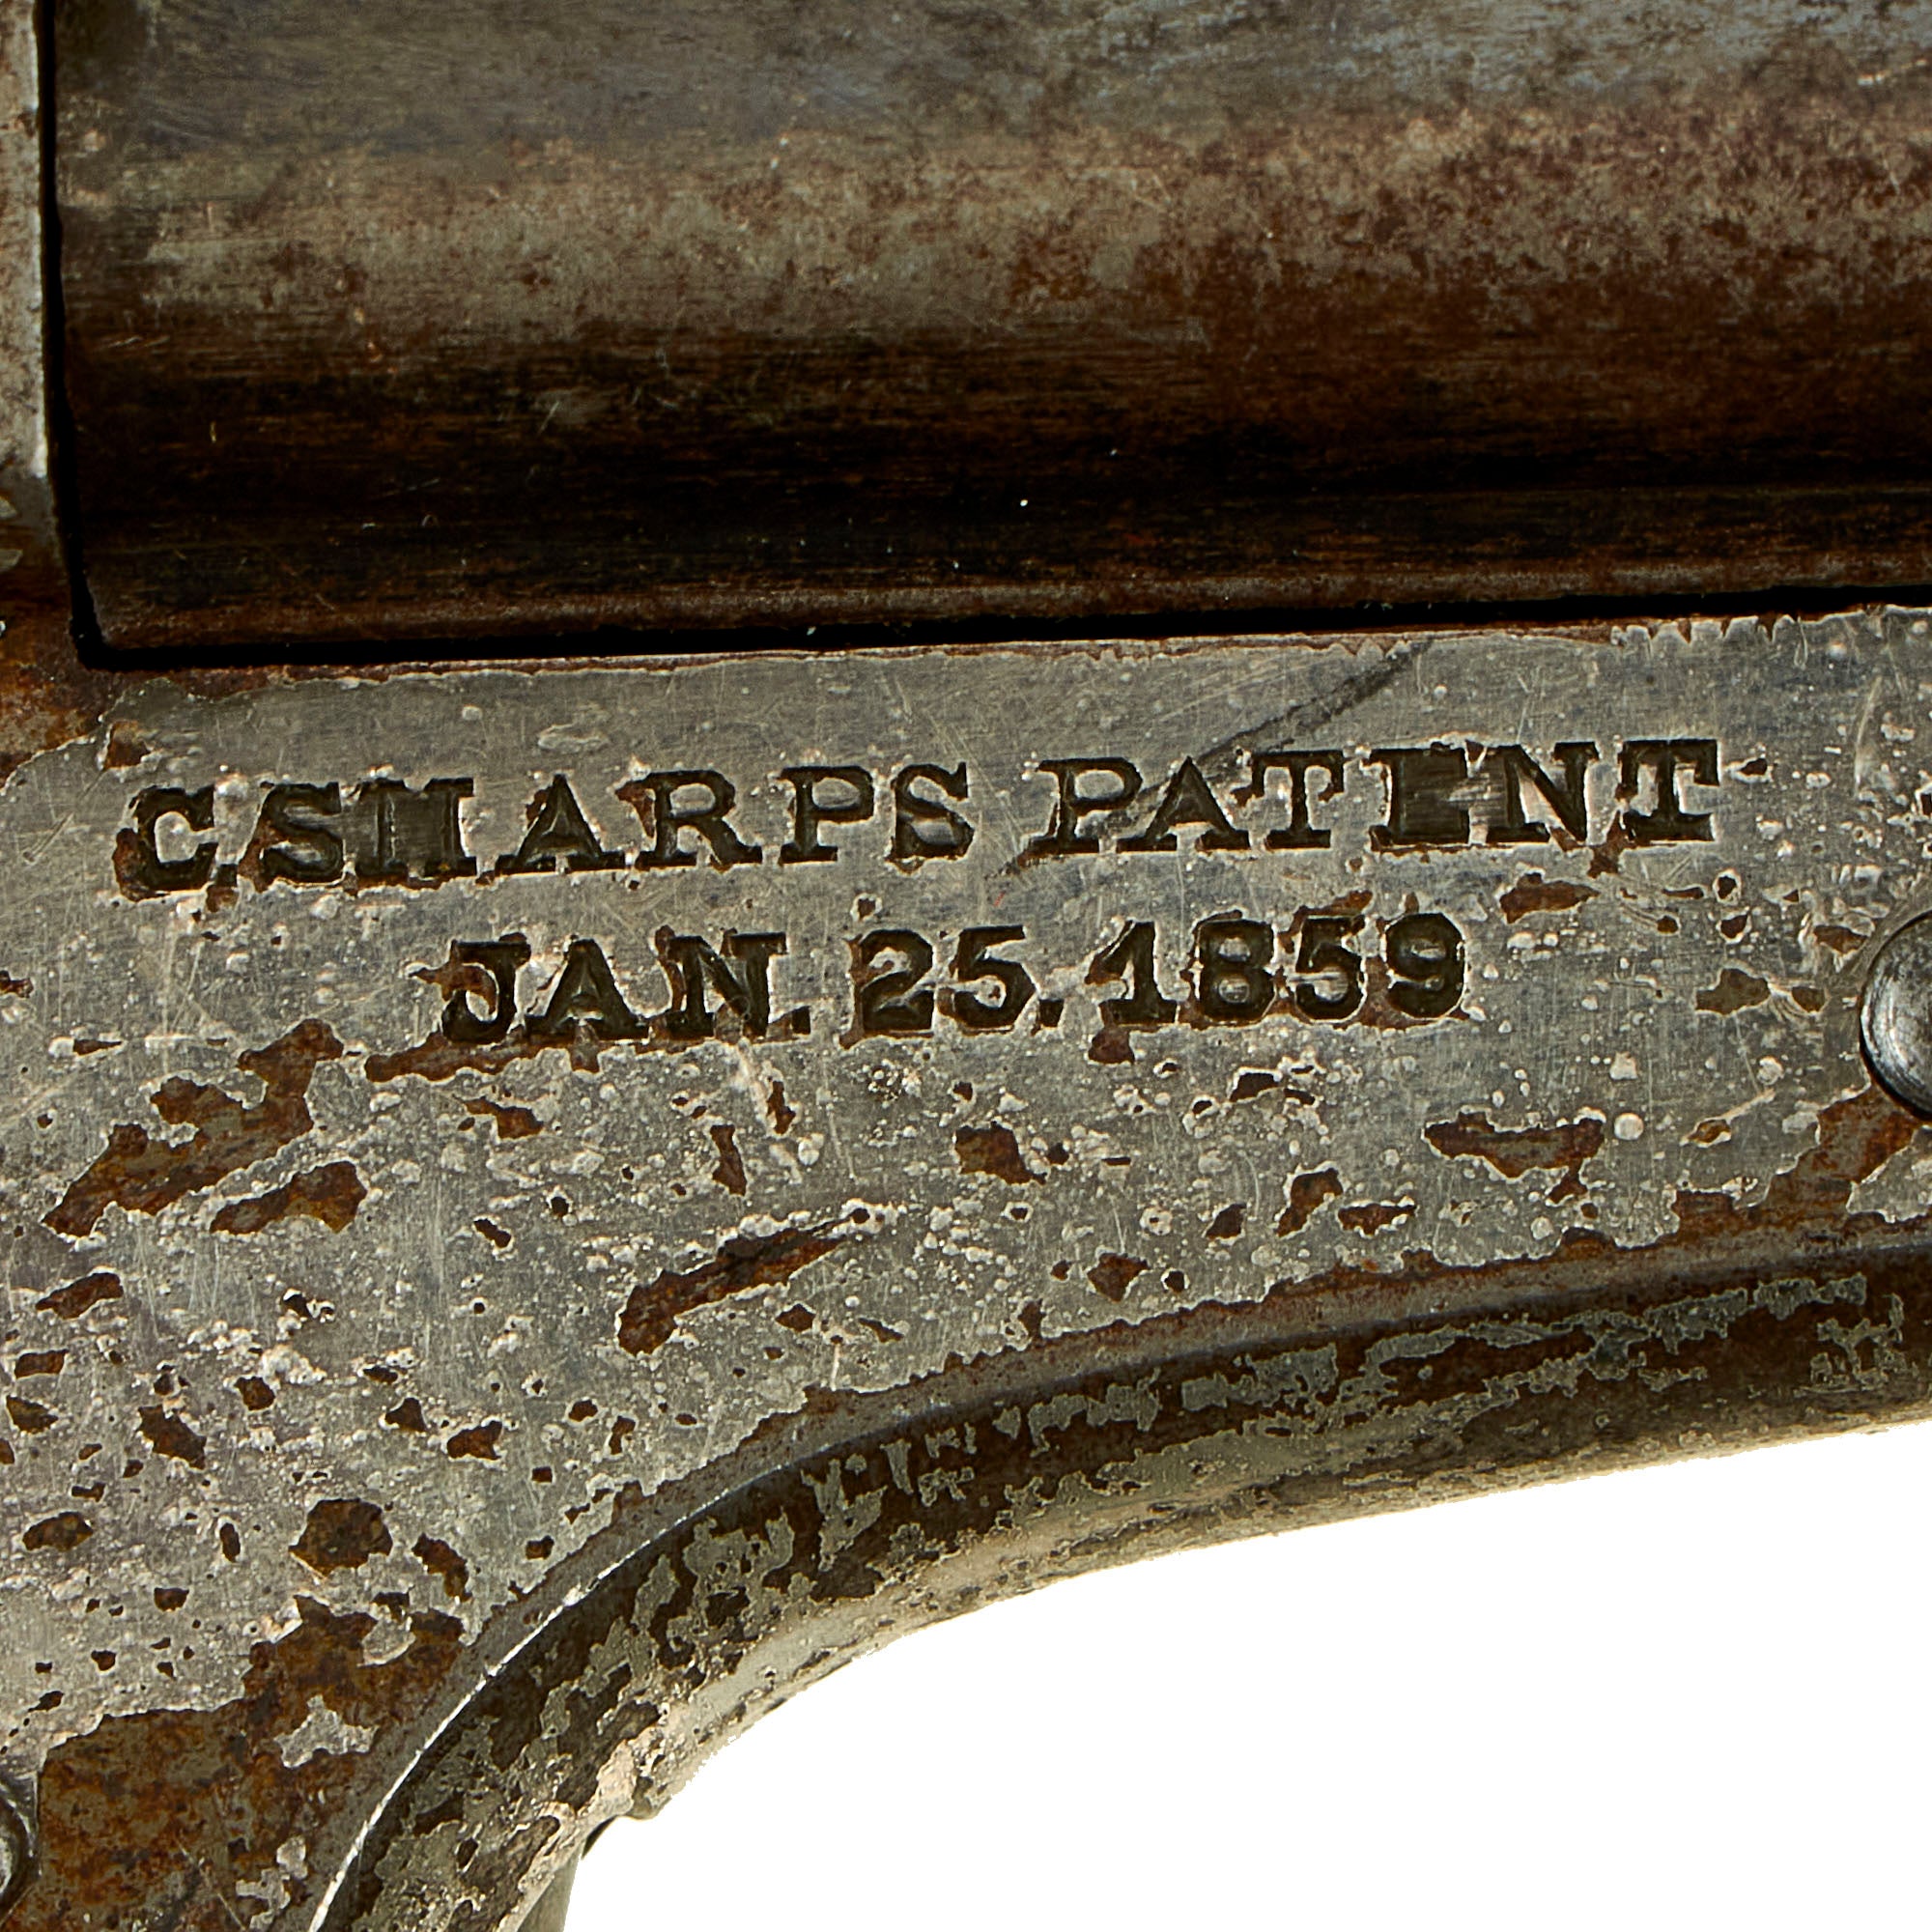 C. SHARPS PATENT
JAN. 25. 1859